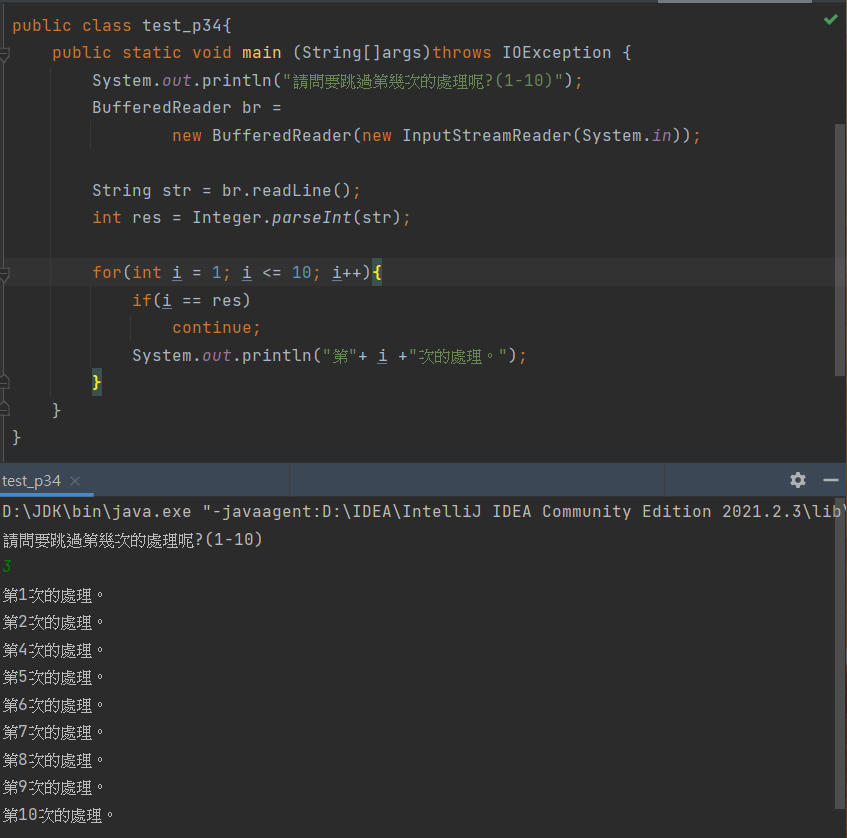 public class test_p34{
    public static void main (String[]args)throws IOException {
        System.out.println("請問要跳過第幾次的處理呢?(1-10)");
        BufferedReader br =
                new BufferedReader(new InputStreamReader(System.in));
        String str = br.readLine();
        int res = Integer.parseInt(str);
        for(int i = 1; i <= 10; i++){
            if(i == res)
                continue;
            System.out.println("第"+ i +"次的處理。");
        }
    }
}
test_p34
D:\JDK\bin\java.exe "-javaagent:D:\IDEA\IntelliJ IDEA Community Edition 2021.2.3\lib\
請問要跳過第幾次的處理呢?(1-10)
3
第1次的處理。
第2次的處理。
第4次的處理。
第5次的處理。
第6次的處理。
第7次的處理。
第8次的處理。
第9次的處理。
第10次的處理。